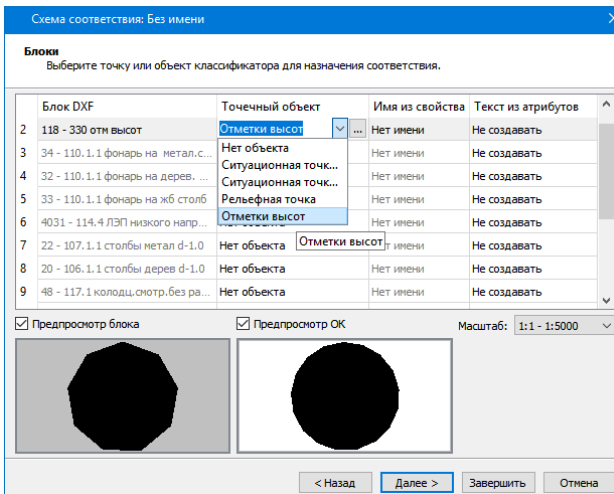 Схема соответствия: Без имени
Блоки
Выберите точку или объект классификатора для назначения соответствия.
Блок DXF Точечный объект Имя из свойства Текст из атрибутов
2 118 - 330 отм высот Отметки высот ... Нет имени Не создавать
Нет объекта
3 34 - 110.1.1 фонарь на метал.с... Нет имени Не создавать
Ситуационная точк...
4 32 - 110.1.1 фонарь на дерев. ... Нет имени Не создавать
Ситуационная точк...
5 33 - 110.1.1 фонарь на жб столб Рельефная точка Нет имени Не создавать
Отметки высот
6 4031 - 114.4 ЛЭП низкого напр... Нет имени Не создавать
7 22 - 107.1.1 столбы метал d-1.0 Нет объекта Отметки высот имени Не создавать
8 20 - 106.1.1 столбы дерев d-1.0 Нет объекта Нет имени Не создавать
9 48 - 117.1 колодц.смотр.без ра... Нет объекта Нет имени Не создавать
Предпросмотр блока Предпросмотр ОК Масштаб: 1:1 - 1:5000
< Назад Далее > Завершить Отмена